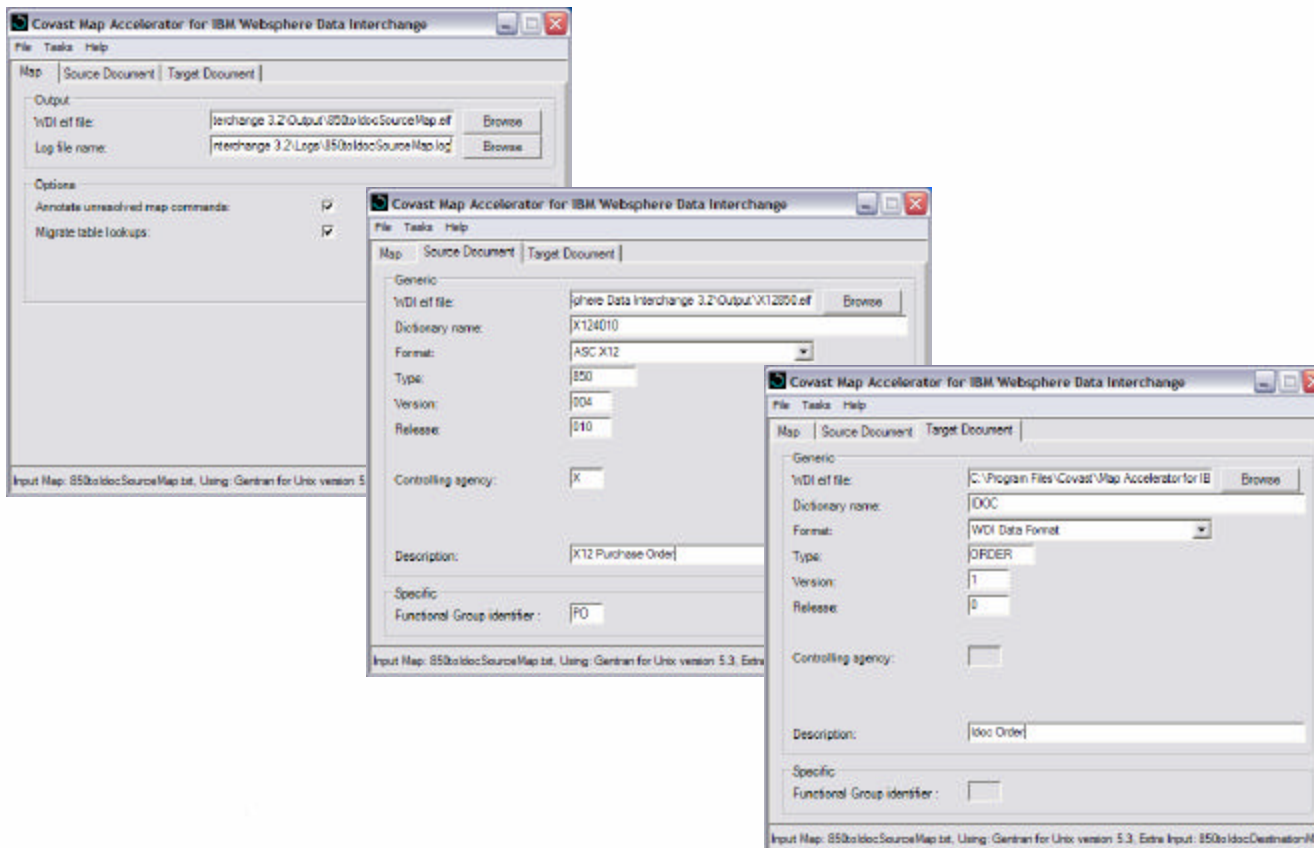 Covast Map Accelerator for IBM Websphere Data Interchange
File Tasks Help
Map Source Document Target Document
Output
WDI eif file: terchange 3.2\Output\850toIdocSourceMap.eif Browse
Log file name: nterchange 3.2\Logs\850toIdocSourceMap.log Browse
Options
Annotate unresolved map commands:
Migrate table lookups:
Input Map: 850toIdocSourceMap.txt, Using: Gentran for Unix version 5
Covast Map Accelerator for IBM Websphere Data Interchange
File Tasks Help
Map Source Document Target Document
Generic
WDI eif file: phere Data Interchange 3.2\Output\X12850.eif Browse
Dictionary name: X124010
Format: ASC X12
Type: 850
Version: 004
Release: 010
Controlling agency: X
Description: X12 Purchase Order
Specific
Functional Group identifier : PO
Input Map: 850toIdocSourceMap.txt, Using: Gentran for Unix version 5.3, Extra
Covast Map Accelerator for IBM Websphere Data Interchange
File Tasks Help
Map Source Document Target Document
Generic
WDI eif file: C:\Program Files\Covast\Map Accelerator for IB Browse
Dictionary name: IDOC
Format: WDI Data Format
Type: ORDER
Version: 1
Release: 0
Controlling agency:
Description: Idoc Order
Specific
Functional Group identifier :
Input Map: 850toIdocSourceMap.txt, Using: Gentran for Unix version 5.3, Extra Input: 850toIdocDestinationM